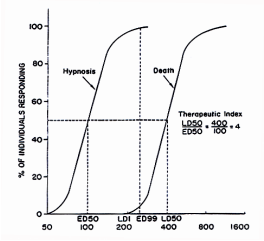 % OF INDIVIDUALS RESPONDING
100
80
60
40
20
0
Hypnosis
Death
Therapeutic Index
LD50 = 400 = 4
ED50 100
ED50 LD1 ED99 LD50
50 100 200 400 800 1600